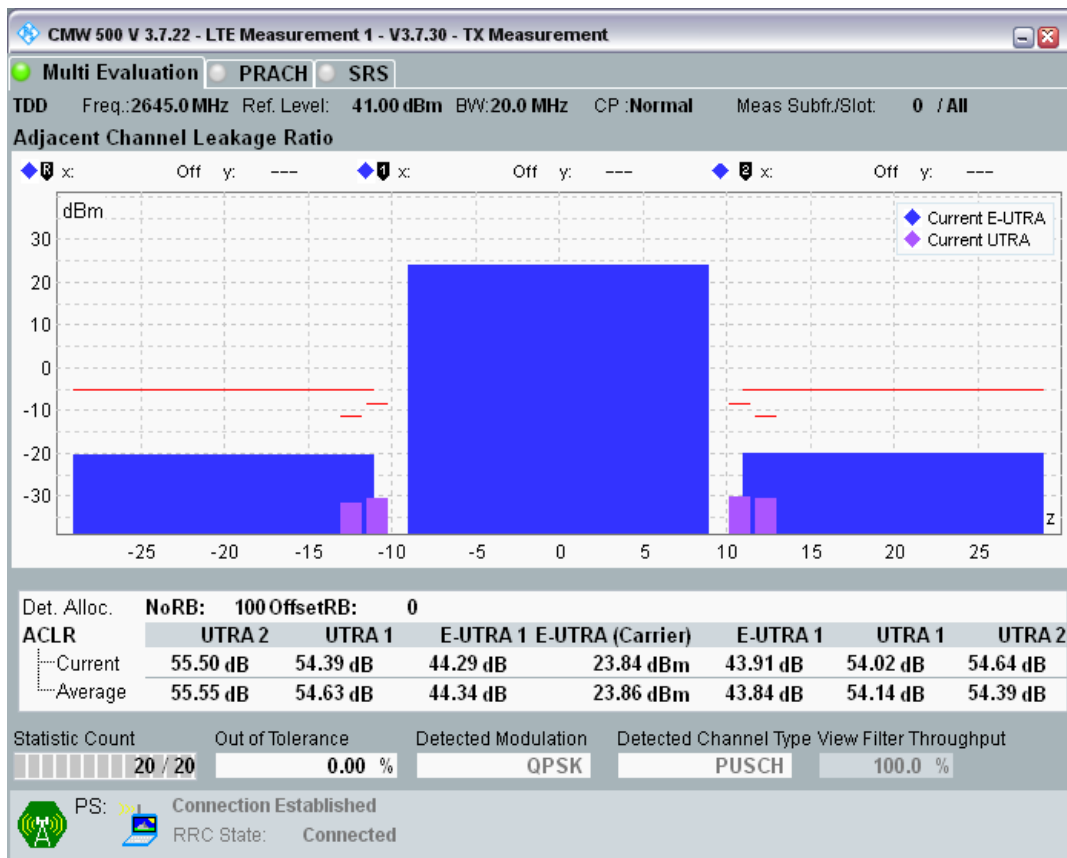 CMW 500 V 3.7.22 - LTE Measurement 1 - V3.7.30 - TX Measurement
Multi Evaluation PRACH SRS
TDD Freq.:2645.0 MHz Ref. Level: 41.00 dBm BW:20.0 MHz CP :Normal Meas Subfr./Slot: 0 / All
Adjacent Channel Leakage Ratio
R x: Off y: --- 1 x: Off y: --- 2 x: Off y: ---
dBm
Current E-UTRA
Current UTRA
30
20
10
0
-10
-20
-30
z
-25 -20 -15 -10 -5 0 5 10 15 20 25
Det. Alloc. NoRB: 100 OffsetRB: 0
ACLR UTRA 2 UTRA 1 E-UTRA 1 E-UTRA (Carrier) E-UTRA 1 UTRA 1 UTRA 2
Current 55.50 dB 54.39 dB 44.29 dB 23.84 dBm 43.91 dB 54.02 dB 54.64 dB
Average 55.55 dB 54.63 dB 44.34 dB 23.86 dBm 43.84 dB 54.14 dB 54.39 dB
Statistic Count Out of Tolerance Detected Modulation Detected Channel Type View Filter Throughput
20 / 20 0.00 % QPSK PUSCH 100.0 %
PS: Connection Established
RRC State: Connected